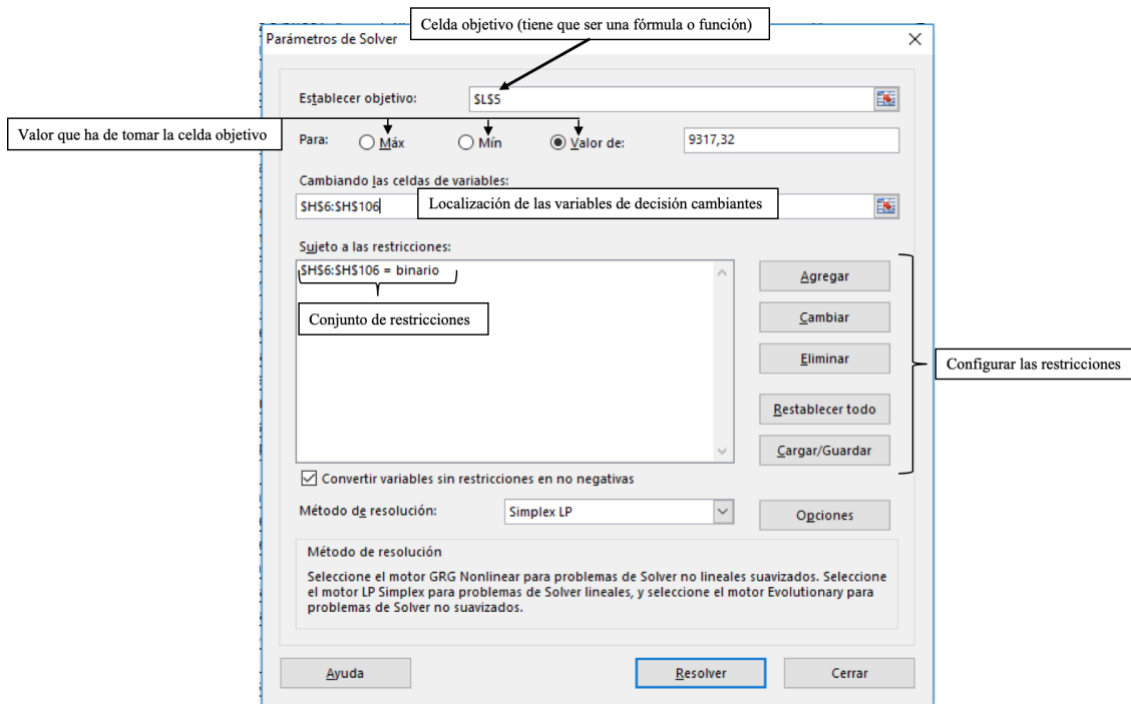 Celda objetivo (tiene que ser una fórmula o función)
Parámetros de Solver
Establecer objetivo:
$L$5
Valor que ha de tomar la celda objetivo
Para:
Máx
Mín
Valor de:
9317,32
Cambiando las celdas de variables:
$H$6:$H$106
Localización de las variables de decisión cambiantes
Sujeto a las restricciones:
$H$6:$H$106 = binario
Conjunto de restricciones
Agregar
Cambiar
Eliminar
Restablecer todo
Cargar/Guardar
Configurar las restricciones
Convertir variables sin restricciones en no negativas
Método de resolución:
Simplex LP
Opciones
Método de resolución
Seleccione el motor GRG Nonlinear para problemas de Solver no lineales suavizados. Seleccione
el motor LP Simplex para problemas de Solver lineales, y seleccione el motor Evolutionary para
problemas de Solver no suavizados.
Ayuda
Resolver
Cerrar